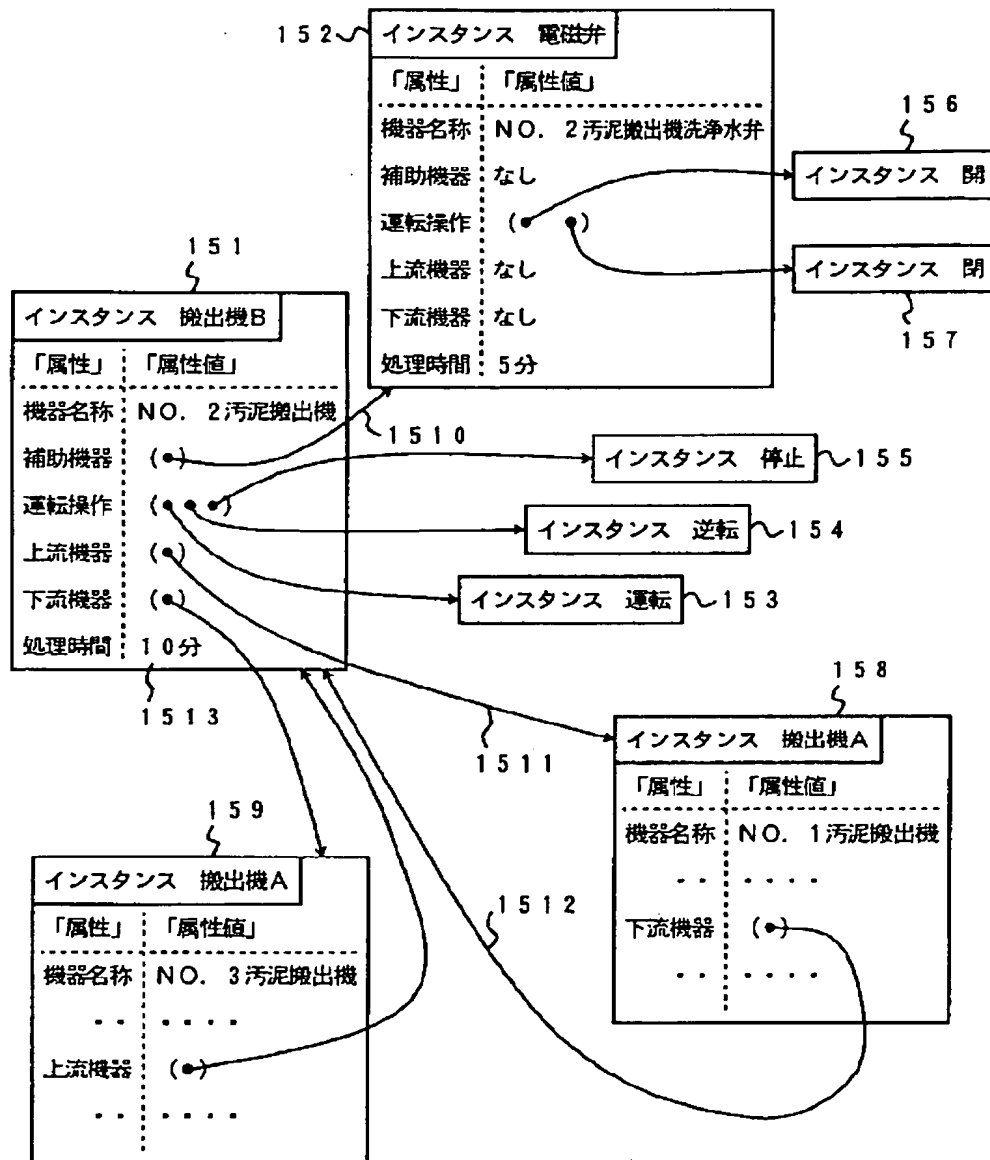 152
インスタンス 電磁弁
「属性」 「属性値」
機器名称 NO. 2汚泥搬出機洗浄水弁
補助機器 なし
運転操作 (● ●)
上流機器 なし
下流機器 なし
処理時間 5分
156
インスタンス 開
インスタンス 閉
157
151
インスタンス 搬出機B
「属性」 「属性値」
機器名称 NO. 2汚泥搬出機
補助機器 (●)
運転操作 (● ● ●)
上流機器 (●)
下流機器 (●)
処理時間 10分
1513
1510
インスタンス 停止 155
インスタンス 逆転 154
インスタンス 運転 153
1511
158
インスタンス 搬出機A
「属性」 「属性値」
機器名称 NO. 1汚泥搬出機
・・ ・・・・
下流機器 (●)
・・ ・・・・
1512
159
インスタンス 搬出機A
「属性」 「属性値」
機器名称 NO. 3汚泥搬出機
・・ ・・・・
上流機器 (●)
・・ ・・・・